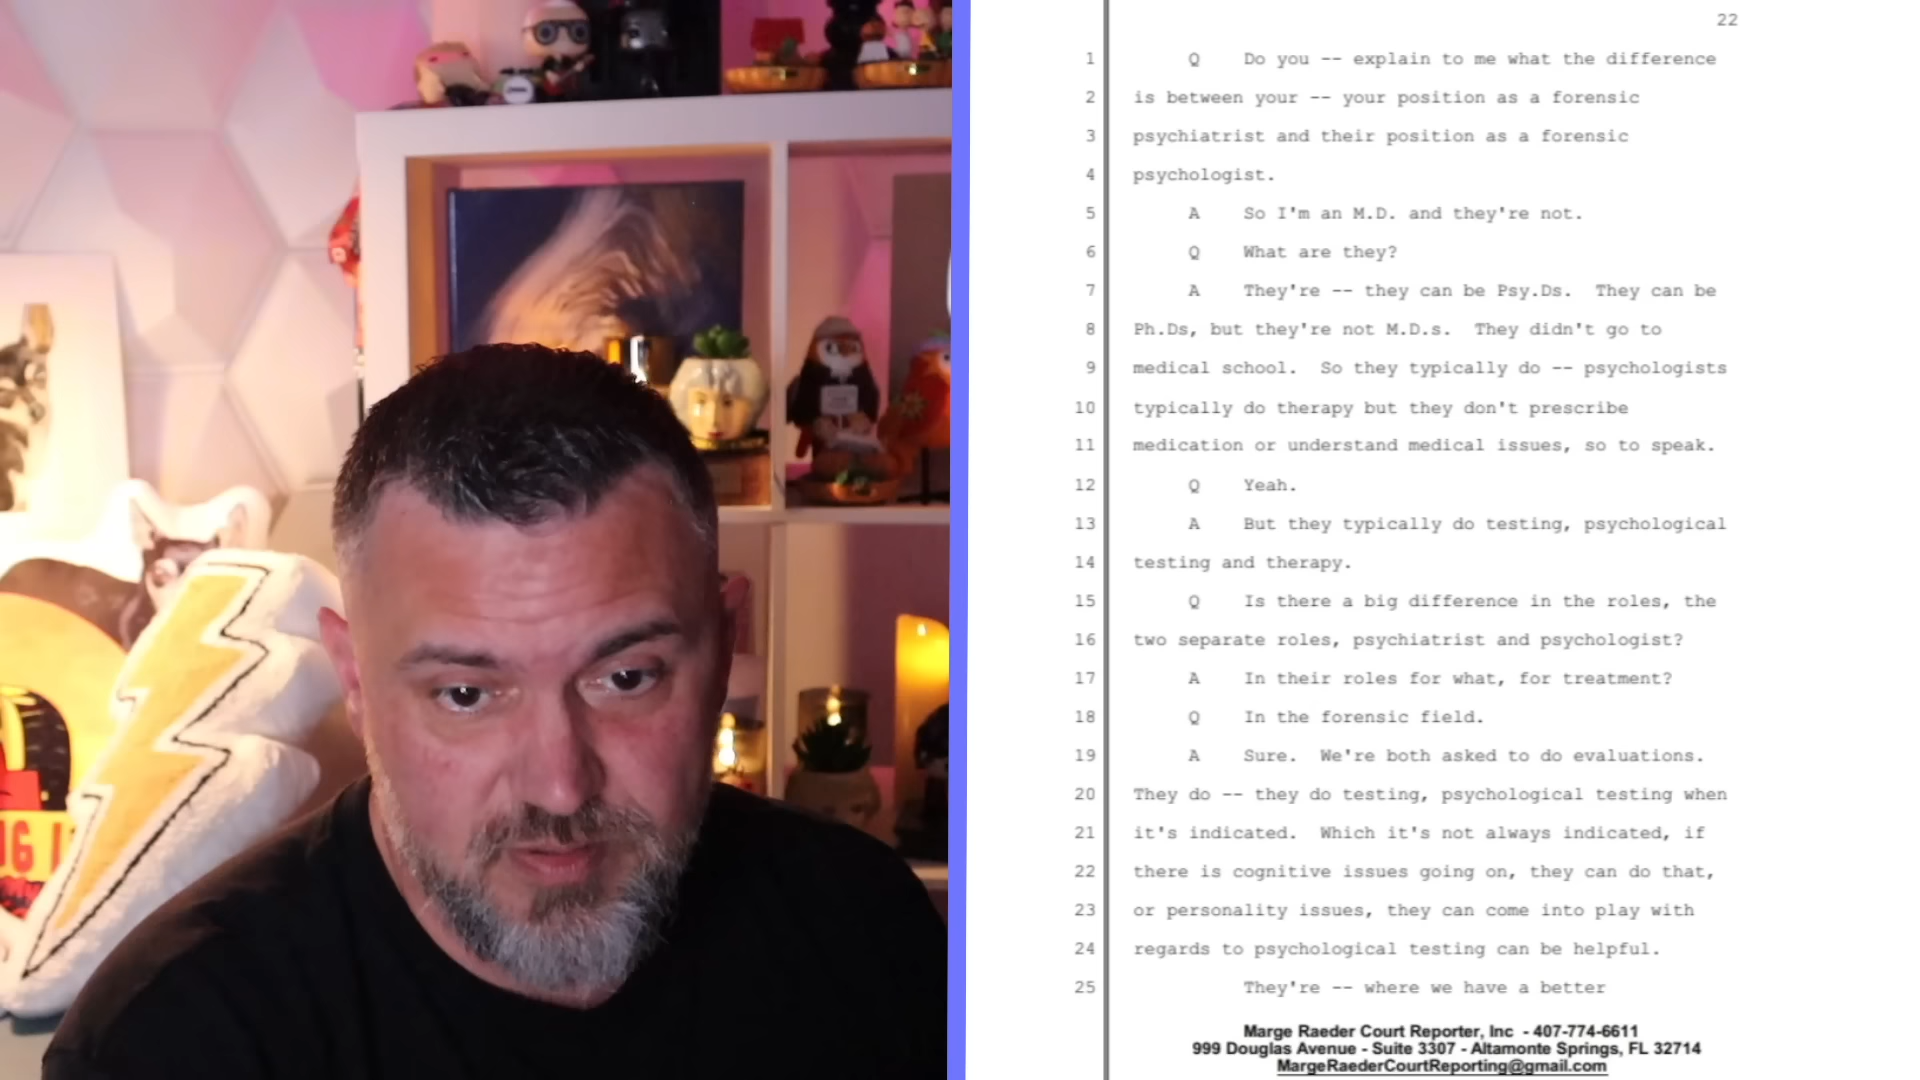 22
1 Q Do you -- explain to me what the difference
2 is between your -- your position as a forensic
3 psychiatrist and their position as a forensic
4 psychologist.
5 A So I'm an M.D. and they're not.
6 Q What are they?
7 A They're -- they can be Psy.Ds. They can be
8 Ph.Ds, but they're not M.D.s. They didn't go to
9 medical school. So they typically do -- psychologists
10 typically do therapy but they don't prescribe
11 medication or understand medical issues, so to speak.
12 Q Yeah.
13 A But they typically do testing, psychological
14 testing and therapy.
15 Q Is there a big difference in the roles, the
16 two separate roles, psychiatrist and psychologist?
17 A In their roles for what, for treatment?
18 Q In the forensic field.
19 A Sure. We're both asked to do evaluations.
20 They do -- they do testing, psychological testing when
21 it's indicated. Which it's not always indicated, if
22 there is cognitive issues going on, they can do that,
23 or personality issues, they can come into play with
24 regards to psychological testing can be helpful.
25 They're -- where we have a better
Marge Raeder Court Reporter, Inc - 407-774-6611
999 Douglas Avenue - Suite 3307 - Altamonte Springs, FL 32714
MargeRaederCourtReporting@gmail.com